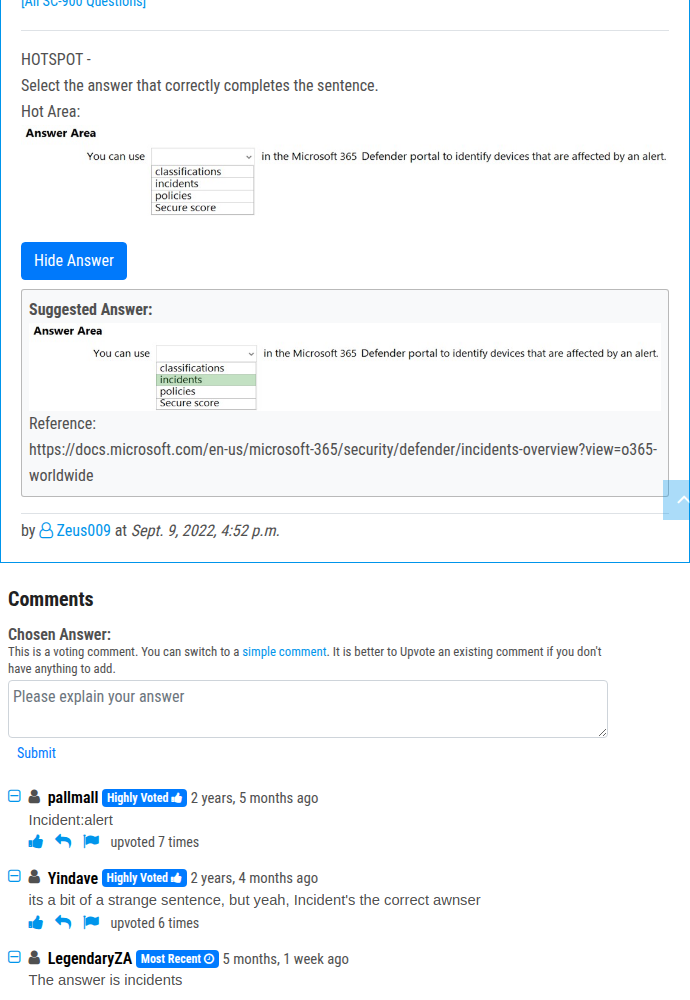 [All SC-900 Questions]
HOTSPOT -
Select the answer that correctly completes the sentence.
Hot Area:
Answer Area
You can use in the Microsoft 365 Defender portal to identify devices that are affected by an alert.
classifications
incidents
policies
Secure score
Hide Answer
Suggested Answer:
Answer Area
You can use in the Microsoft 365 Defender portal to identify devices that are affected by an alert.
classifications
incidents
policies
Secure score
Reference:
https://docs.microsoft.com/en-us/microsoft-365/security/defender/incidents-overview?view=o365-
worldwide
by Zeus009 at Sept. 9, 2022, 4:52 p.m.
Comments
Chosen Answer:
This is a voting comment. You can switch to a simple comment. It is better to Upvote an existing comment if you don't
have anything to add.
Please explain your answer
Submit
pallmall Highly Voted 2 years, 5 months ago
Incident:alert
upvoted 7 times
Yindave Highly Voted 2 years, 4 months ago
its a bit of a strange sentence, but yeah, Incident's the correct awnser
upvoted 6 times
LegendaryZA Most Recent 5 months, 1 week ago
The answer is incidents